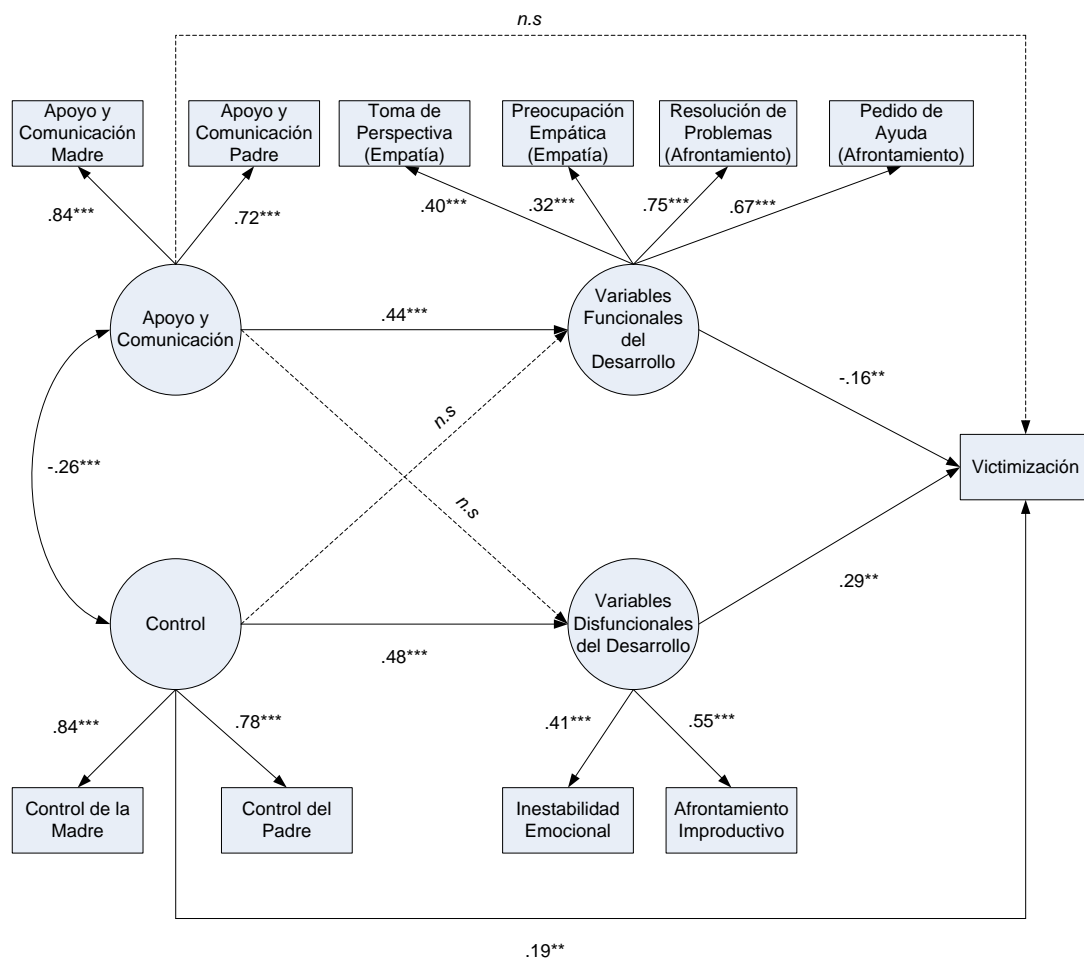 n.s
Apoyo y
Comunicación
Madre
Apoyo y
Comunicación
Padre
Toma de
Perspectiva
(Empatía)
Preocupación
Empática
(Empatía)
Resolución de
Problemas
(Afrontamiento)
Pedido de
Ayuda
(Afrontamiento)
.84***
.72***
.40***
.32***
.75***
.67***
Apoyo y
Comunicación
.44***
Variables
Funcionales
del
Desarrollo
-.16**
n.s
-.26***
Victimización
n.s
Control
.48***
Variables
Disfuncionales
del Desarrollo
.29**
.84***
.78***
.41***
.55***
Control de la
Madre
Control del
Padre
Inestabilidad
Emocional
Afrontamiento
Improductivo
.19**